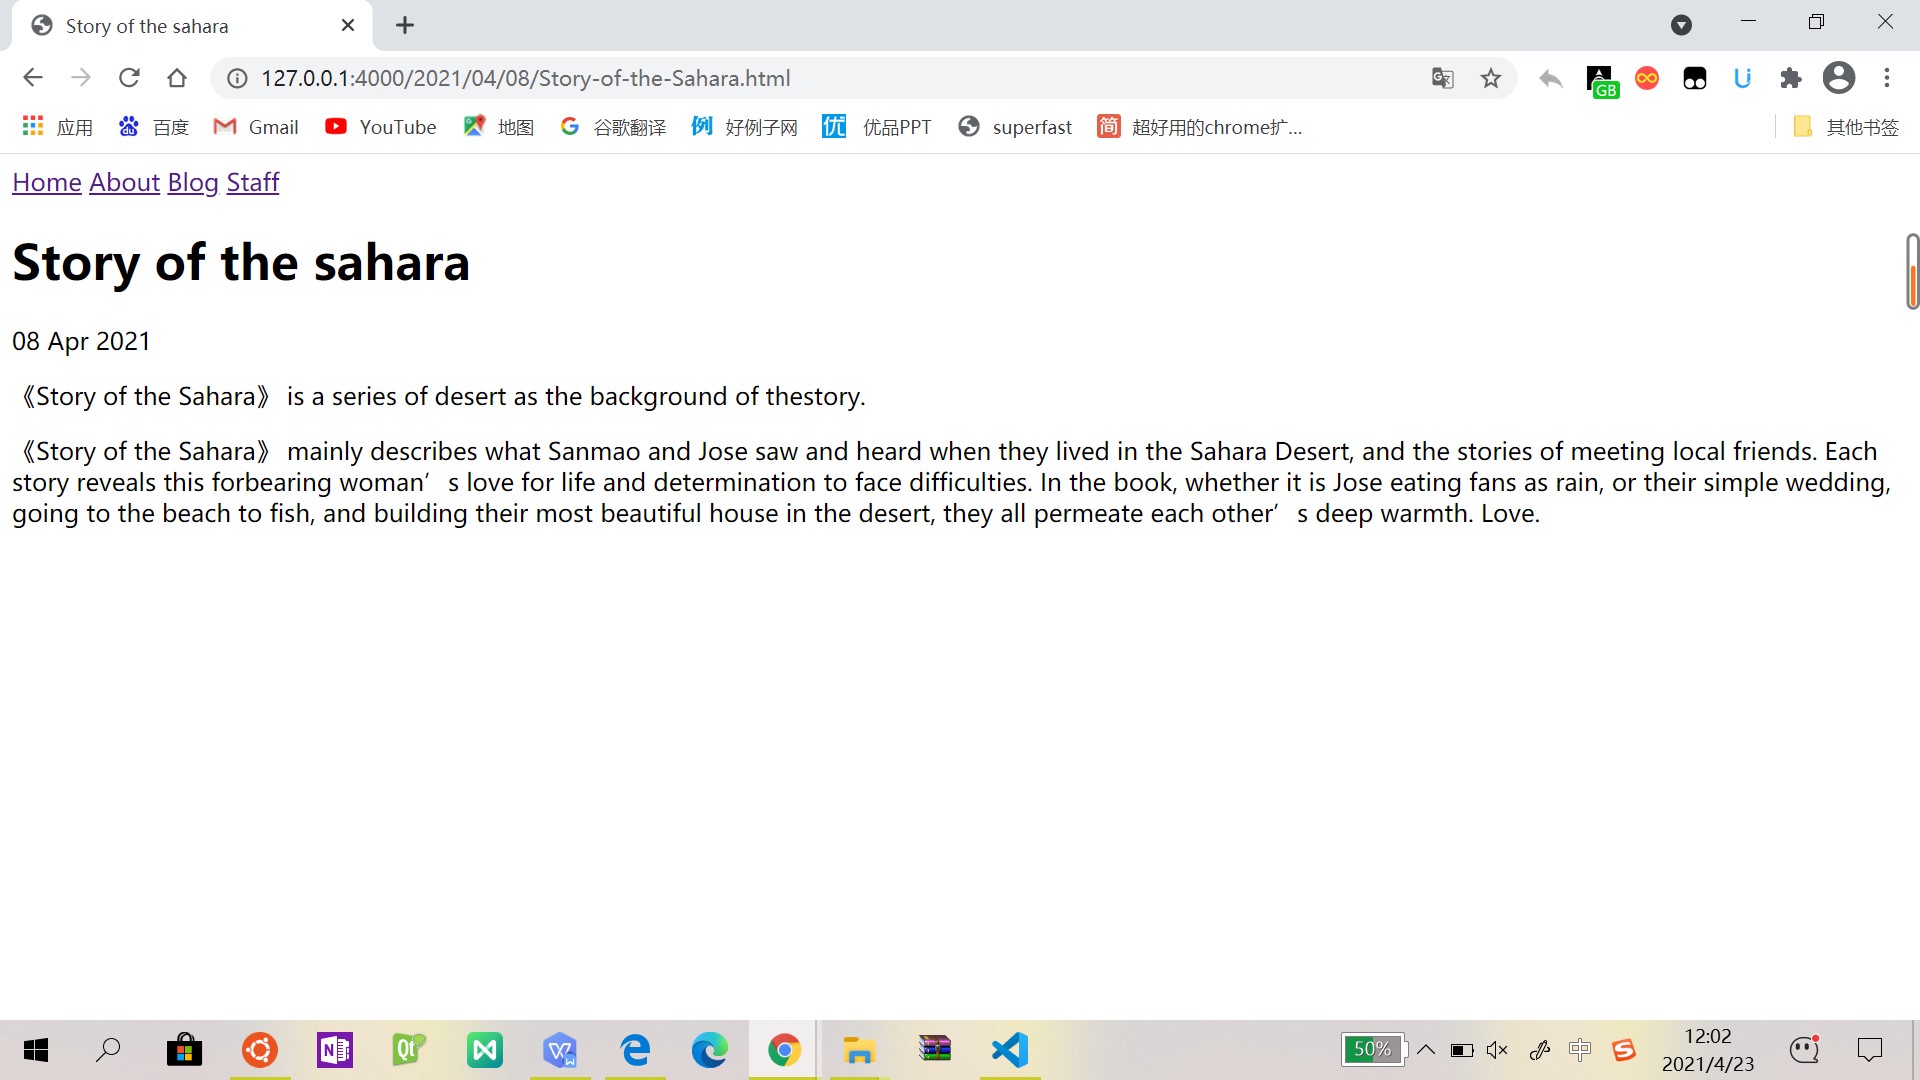 Story of the sahara
127.0.0.1:4000/2021/04/08/Story-of-the-Sahara.html
GB
应用 百度 Gmail YouTube 地图 谷歌翻译 例 好例子网 优 优品PPT superfast 简 超好用的chrome扩... 其他书签
Home About Blog Staff
Story of the sahara
08 Apr 2021
《Story of the Sahara》 is a series of desert as the background of thestory.
《Story of the Sahara》 mainly describes what Sanmao and Jose saw and heard when they lived in the Sahara Desert, and the stories of meeting local friends. Each
story reveals this forbearing woman’s love for life and determination to face difficulties. In the book, whether it is Jose eating fans as rain, or their simple wedding,
going to the beach to fish, and building their most beautiful house in the desert, they all permeate each other’s deep warmth. Love.
N Qt W 50% 中 S 12:02
2021/4/23